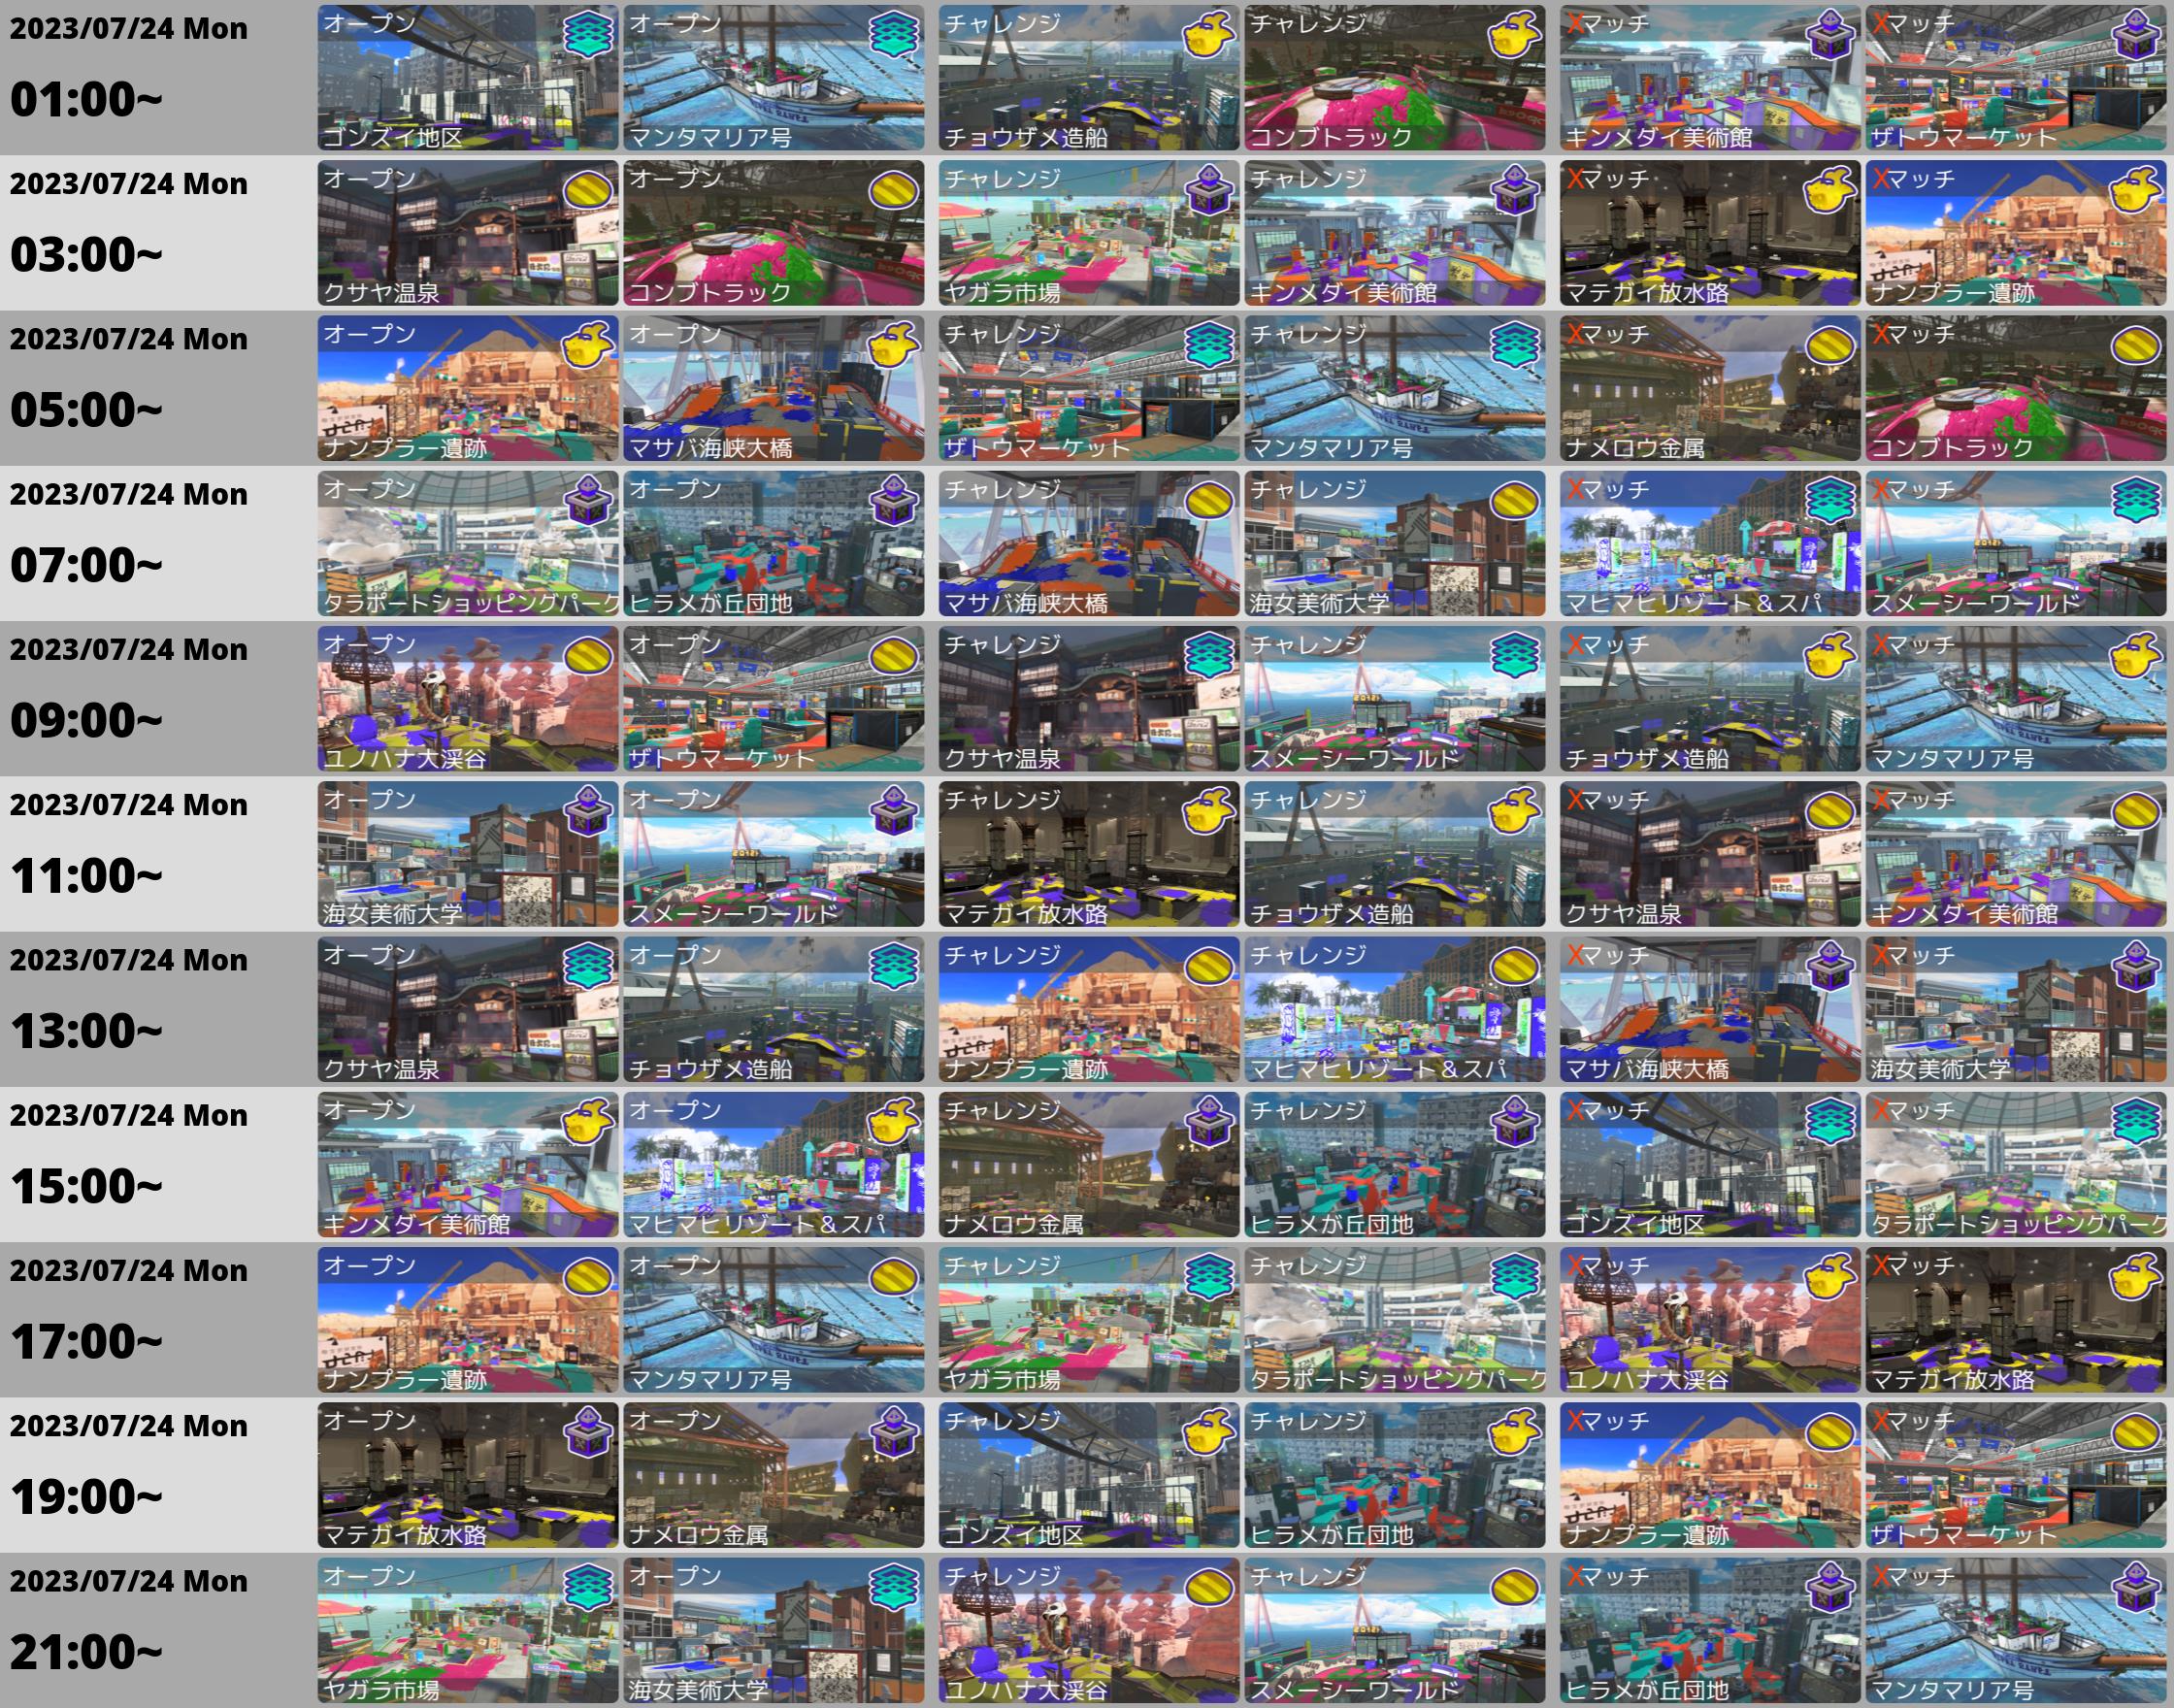 2023/07/24 Mon
01:00~
オープン
ゴンズイ地区
オープン
マンタマリア号
チャレンジ
チョウザメ造船
チャレンジ
コンブトラック
Xマッチ
キンメダイ美術館
Xマッチ
ザトウマーケット
2023/07/24 Mon
03:00~
オープン
クサヤ温泉
オープン
コンブトラック
チャレンジ
ヤガラ市場
チャレンジ
キンメダイ美術館
Xマッチ
マテガイ放水路
Xマッチ
ナンプラー遺跡
2023/07/24 Mon
05:00~
オープン
ナンプラー遺跡
オープン
マサバ海峡大橋
チャレンジ
ザトウマーケット
チャレンジ
マンタマリア号
Xマッチ
ナメロウ金属
Xマッチ
コンブトラック
2023/07/24 Mon
07:00~
オープン
タラポートショッピングパーク
オープン
ヒラメが丘団地
チャレンジ
マサバ海峡大橋
チャレンジ
海女美術大学
Xマッチ
マヒマヒリゾート＆スパ
Xマッチ
スメーシーワールド
2023/07/24 Mon
09:00~
オープン
ユノハナ大渓谷
オープン
ザトウマーケット
チャレンジ
クサヤ温泉
チャレンジ
スメーシーワールド
Xマッチ
チョウザメ造船
Xマッチ
マンタマリア号
2023/07/24 Mon
11:00~
オープン
海女美術大学
オープン
スメーシーワールド
チャレンジ
マテガイ放水路
チャレンジ
チョウザメ造船
Xマッチ
クサヤ温泉
Xマッチ
キンメダイ美術館
2023/07/24 Mon
13:00~
オープン
クサヤ温泉
オープン
チョウザメ造船
チャレンジ
ナンプラー遺跡
チャレンジ
マヒマヒリゾート＆スパ
Xマッチ
マサバ海峡大橋
Xマッチ
海女美術大学
2023/07/24 Mon
15:00~
オープン
キンメダイ美術館
オープン
マヒマヒリゾート＆スパ
チャレンジ
ナメロウ金属
チャレンジ
ヒラメが丘団地
Xマッチ
ゴンズイ地区
Xマッチ
タラポートショッピングパーク
2023/07/24 Mon
17:00~
オープン
ナンプラー遺跡
オープン
マンタマリア号
チャレンジ
ヤガラ市場
チャレンジ
タラポートショッピングパーク
Xマッチ
ユノハナ大渓谷
Xマッチ
マテガイ放水路
2023/07/24 Mon
19:00~
オープン
マテガイ放水路
オープン
ナメロウ金属
チャレンジ
ゴンズイ地区
チャレンジ
ヒラメが丘団地
Xマッチ
ナンプラー遺跡
Xマッチ
ザトウマーケット
2023/07/24 Mon
21:00~
オープン
ヤガラ市場
オープン
海女美術大学
チャレンジ
ユノハナ大渓谷
チャレンジ
スメーシーワールド
Xマッチ
ヒラメが丘団地
Xマッチ
マンタマリア号